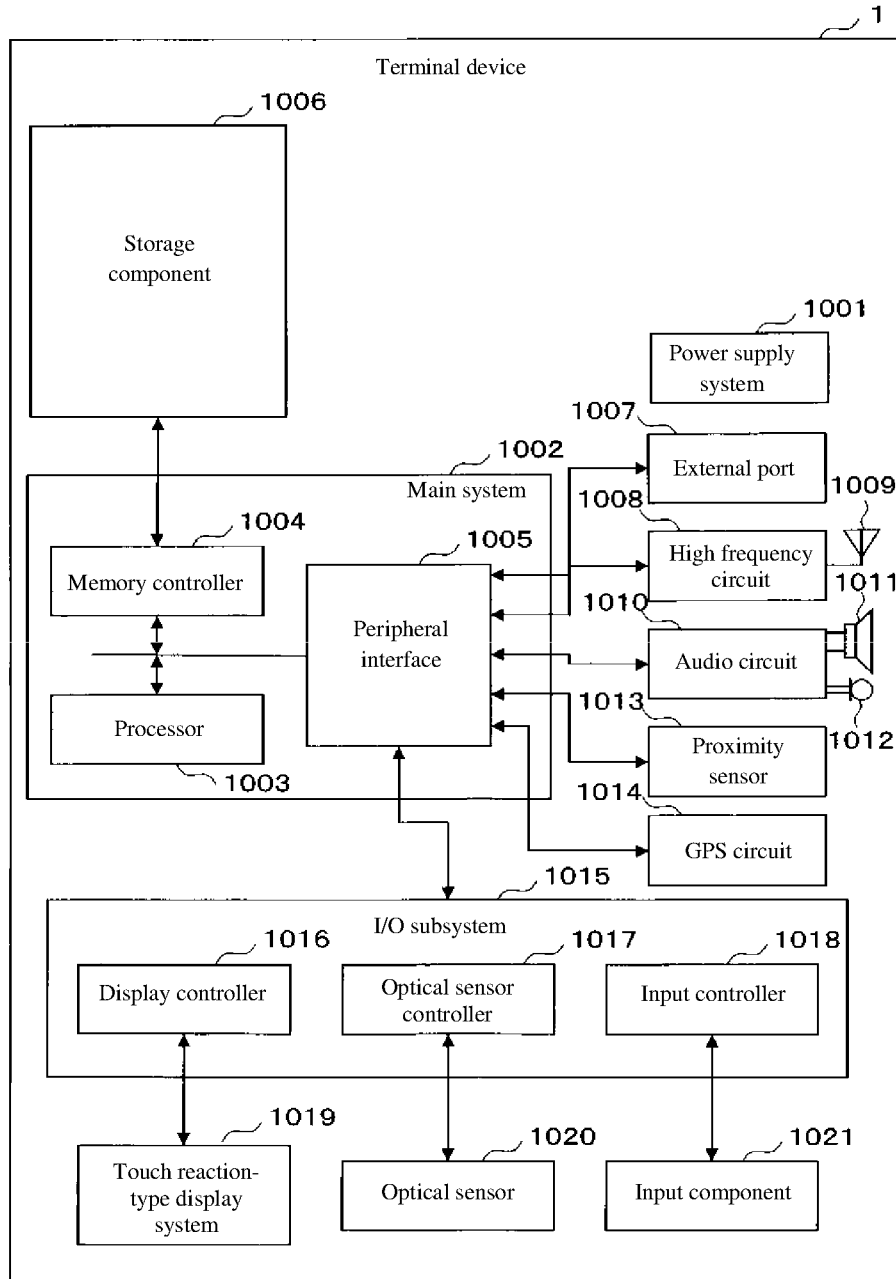 1
Terminal device
1006
Storage
component
1001
Power supply
system
1007
External port
1002
Main system
1008
High frequency
circuit
1009
1004
Memory controller
1005
Peripheral
interface
1010
Audio circuit
1011
1012
Processor
1003
1013
Proximity
sensor
1014
GPS circuit
1015
I/O subsystem
1016
Display controller
1017
Optical sensor
controller
1018
Input controller
1019
Touch reaction-
type display
system
1020
Optical sensor
1021
Input component